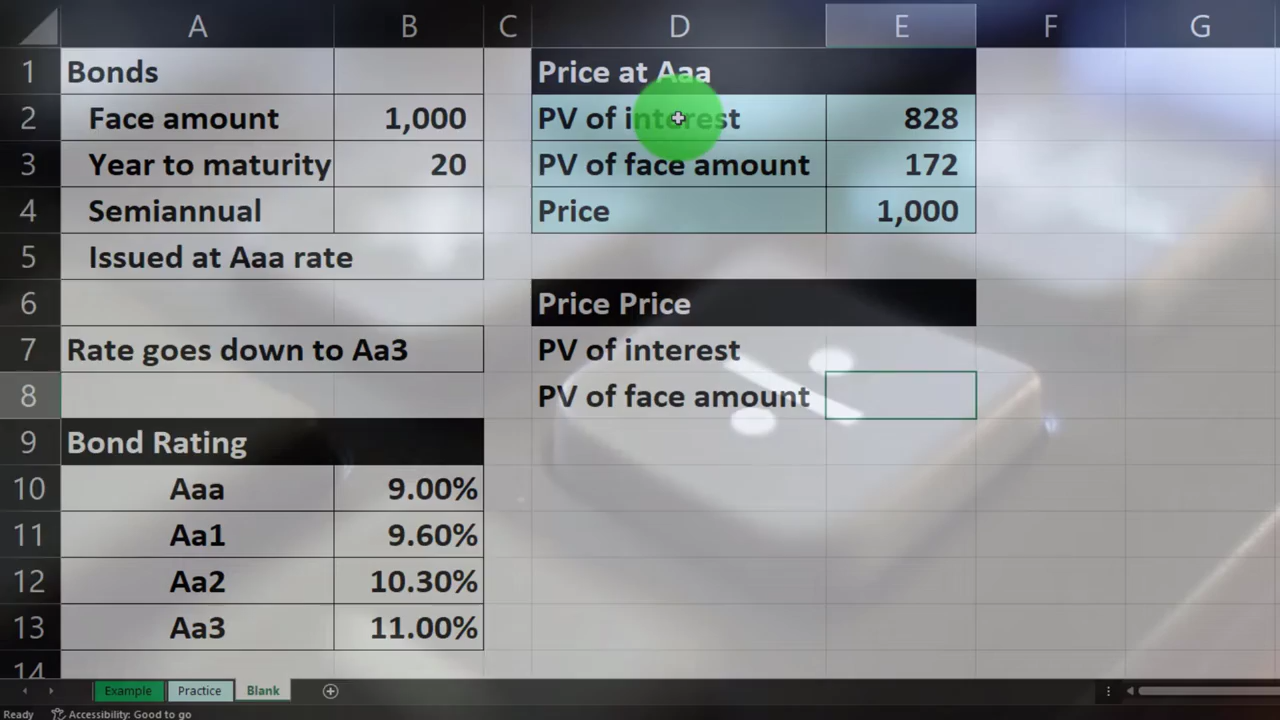 A B C D E F G
1 Bonds Price at Aaa
2 Face amount 1,000 PV of interest 828
3 Year to maturity 20 PV of face amount 172
4 Semiannual Price 1,000
5 Issued at Aaa rate
6 Price Price
7 Rate goes down to Aa3 PV of interest
8 PV of face amount
9 Bond Rating
10 Aaa 9.00%
11 Aa1 9.60%
12 Aa2 10.30%
13 Aa3 11.00%
14
Example Practice Blank
Ready Accessibility: Good to go